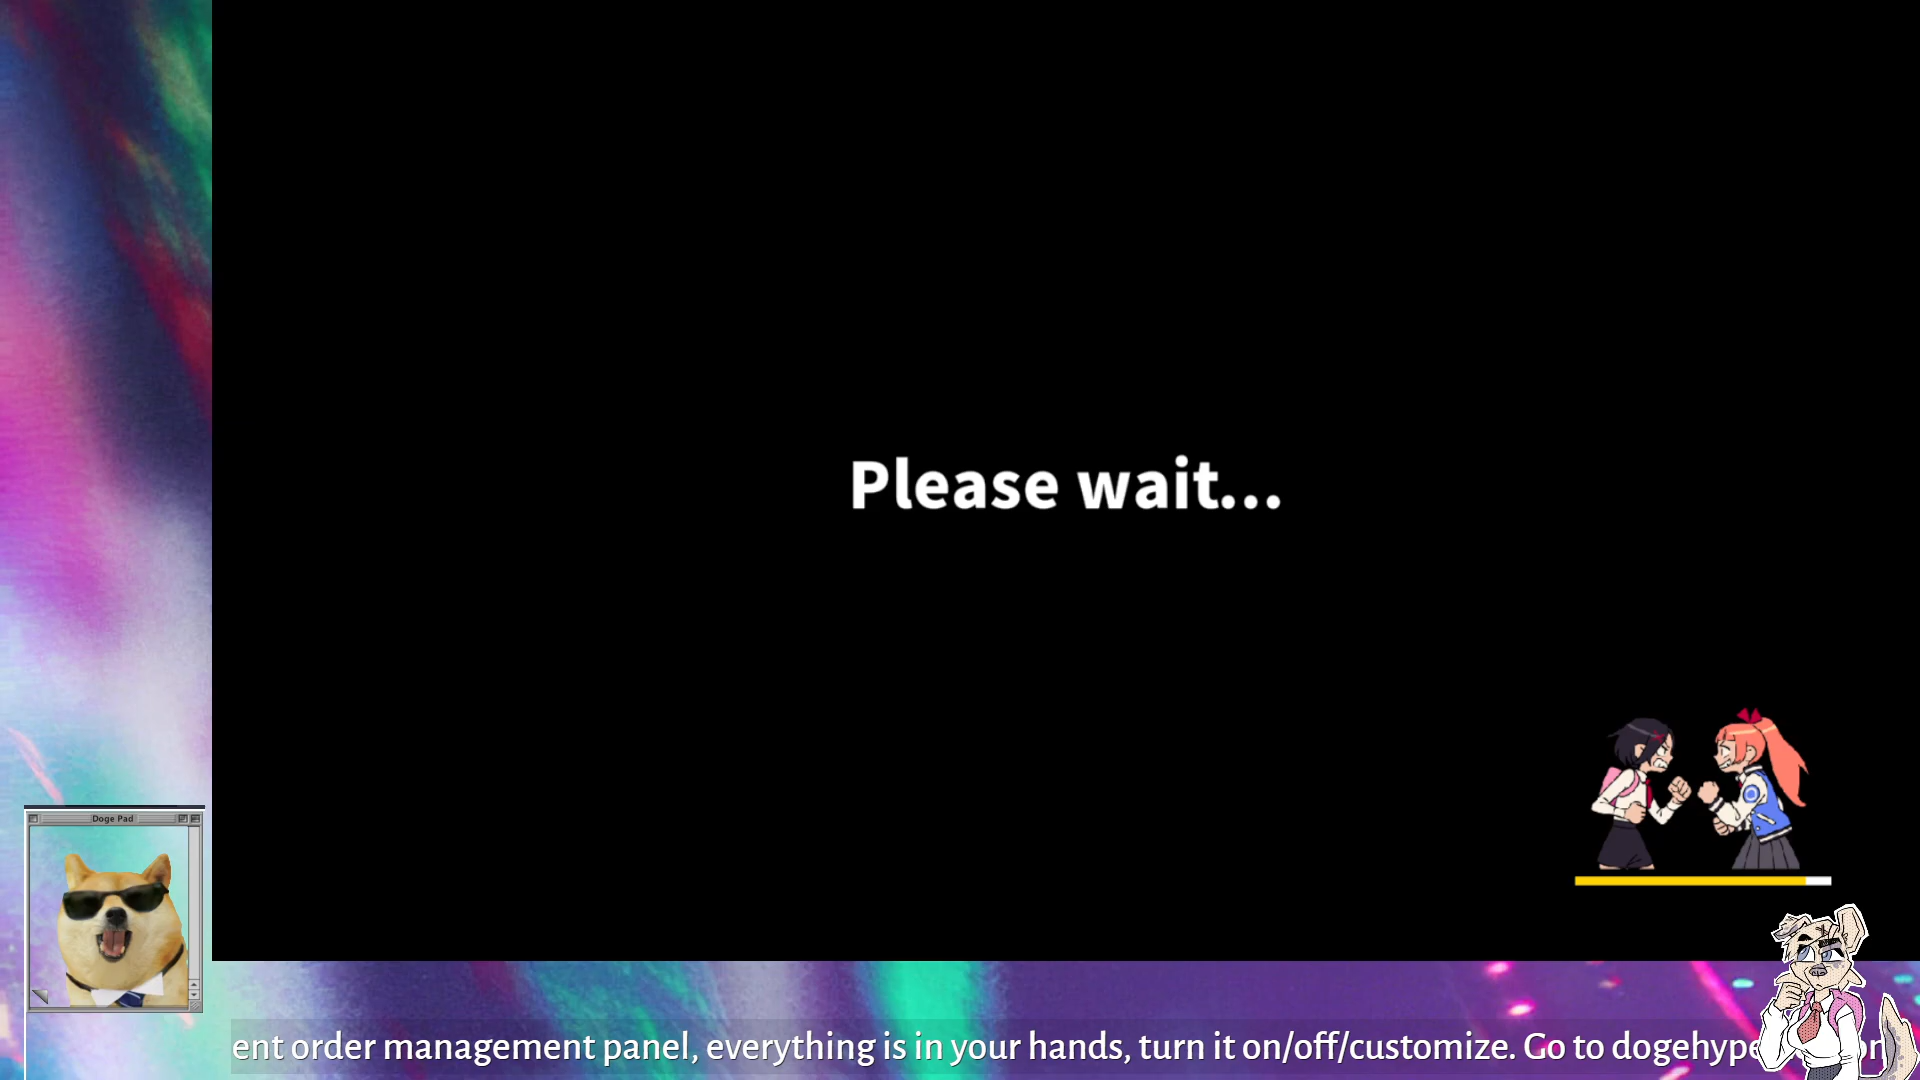 Please wait...
Doge Pad
ent order management panel, everything is in your hands, turn it on/off/customize. Go to dogehype